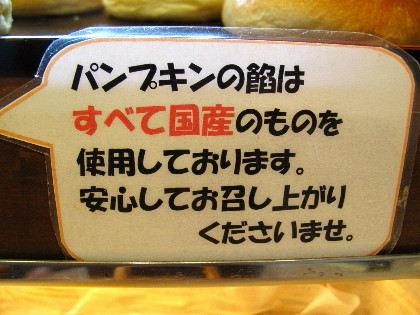 パンプキンの餡は
すべて国産のものを
使用しております。
安心してお召し上がり
くださいませ。